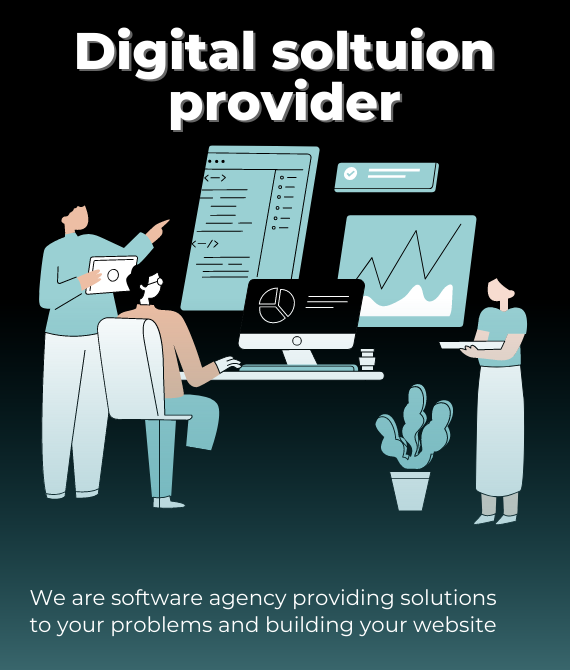 Digital soltuion
provider
We are software agency providing solutions
to your problems and building your website